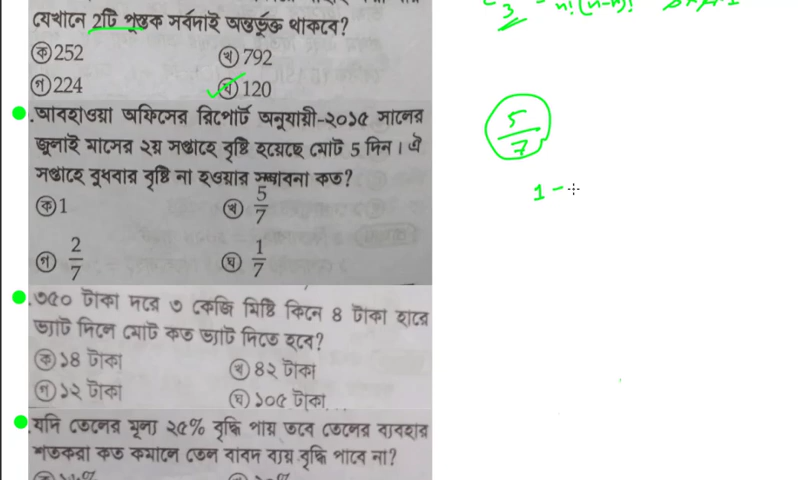 যেখানে 2টি পুস্তক সর্বদাই অন্তর্ভুক্ত থাকবে?
ক 252
খ 792
গ 224
ঘ 120
আবহাওয়া অফিসের রিপোর্ট অনুযায়ী-২০১৫ সালের
জুলাই মাসের ২য় সপ্তাহে বৃষ্টি হয়েছে মোট 5 দিন। ঐ
সপ্তাহে বুধবার বৃষ্টি না হওয়ার সম্ভাবনা কত?
ক 1
খ 5/7
গ 2/7
ঘ 1/7
৩৫০ টাকা দরে ৩ কেজি মিষ্টি কিনে ৪ টাকা হারে
ভ্যাট দিলে মোট কত ভ্যাট দিতে হবে?
ক ১৪ টাকা
খ ৪২ টাকা
গ ১২ টাকা
ঘ ১০৫ টাকা
যদি তেলের মূল্য ২৫% বৃদ্ধি পায় তবে তেলের ব্যবহার
শতকরা কত কমালে তেল বাবদ ব্যয় বৃদ্ধি পাবে না?
5/7
1 -